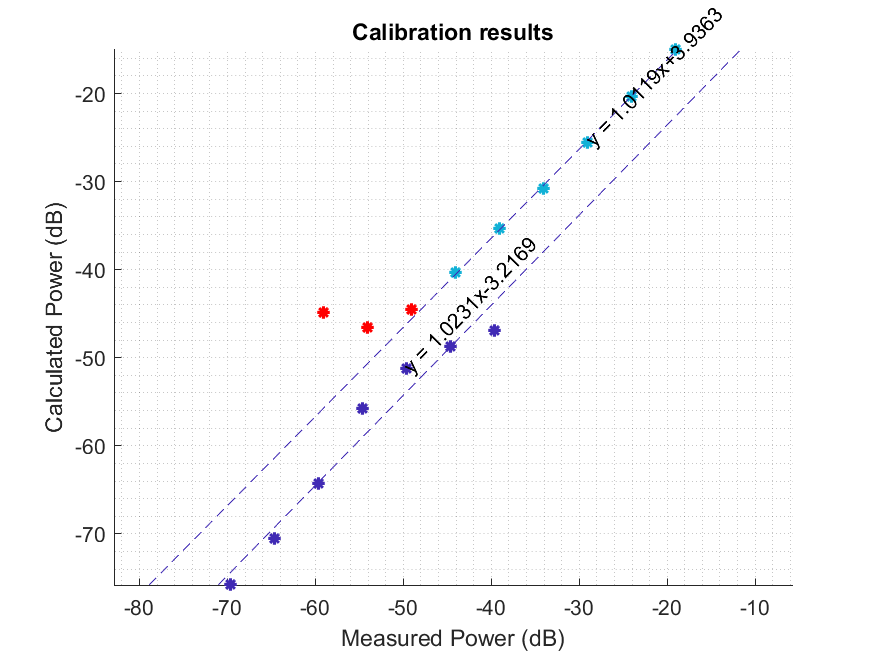 Calibration results
Calculated Power (dB)
-20
-30
-40
-50
-60
-70
y = 1.0119x+3.9363
y = 1.0231x-3.2169
-80 -70 -60 -50 -40 -30 -20 -10
Measured Power (dB)